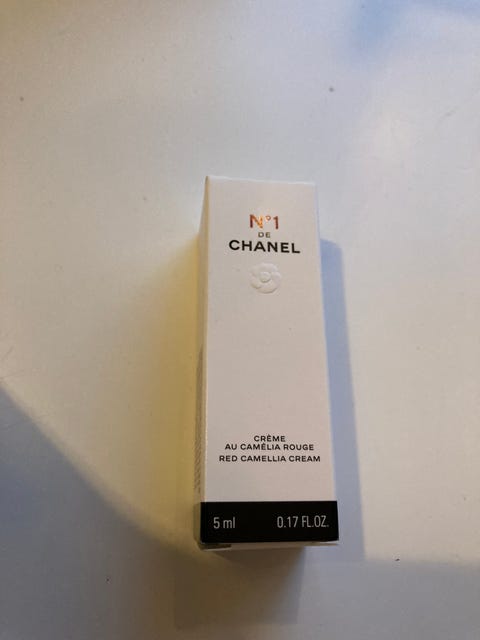 N°1
DE
CHANEL
CRÈME
AU CAMÉLIA ROUGE
RED CAMELLIA CREAM
5 ml 0.17 FL.OZ.